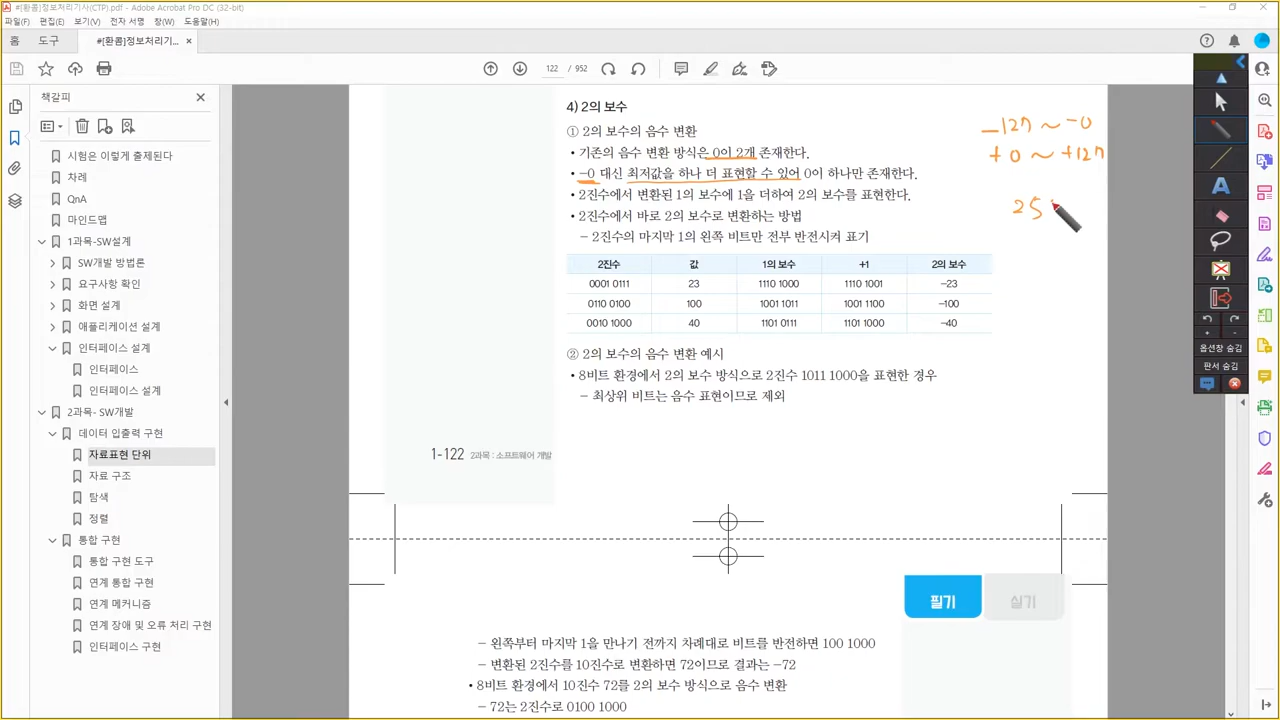 #[환콤]정보처리기사(CTP).pdf - Adobe Acrobat Pro DC (32-bit)
파일(F) 편집(E) 보기(V) 전자 서명 창(W) 도움말(H)
홈 도구 #[환콤]정보처리기... ×
122 / 952
책갈피
시험은 이렇게 출제된다
차례
QnA
마인드맵
1과목-SW설계
SW개발 방법론
요구사항 확인
화면 설계
애플리케이션 설계
인터페이스 설계
인터페이스
인터페이스 설계
2과목- SW개발
데이터 입출력 구현
자료표현 단위
자료 구조
탐색
정렬
통합 구현
통합 구현 도구
연계 통합 구현
연계 메커니즘
연계 장애 및 오류 처리 구현
인터페이스 구현
4) 2의 보수
① 2의 보수의 음수 변환
• 기존의 음수 변환 방식은 0이 2개 존재한다.
• -0 대신 최저값을 하나 더 표현할 수 있어 0이 하나만 존재한다.
• 2진수에서 변환된 1의 보수에 1을 더하여 2의 보수를 표현한다.
• 2진수에서 바로 2의 보수로 변환하는 방법
- 2진수의 마지막 1의 왼쪽 비트만 전부 반전시켜 표기
2진수 값 1의 보수 +1 2의 보수
0001 0111 23 1110 1000 1110 1001 -23
0110 0100 100 1001 1011 1001 1100 -100
0010 1000 40 1101 0111 1101 1000 -40
② 2의 보수의 음수 변환 예시
• 8비트 환경에서 2의 보수 방식으로 2진수 1011 1000을 표현한 경우
- 최상위 비트는 음수 표현이므로 제외
1-122 2과목 : 소프트웨어 개발
-127 ~ -0
+0 ~ +127
25
필기 실기
- 왼쪽부터 마지막 1을 만나기 전까지 차례대로 비트를 반전하면 100 1000
- 변환된 2진수를 10진수로 변환하면 72이므로 결과는 -72
• 8비트 환경에서 10진수 72를 2의 보수 방식으로 음수 변환
- 72는 2진수로 0100 1000
옵션창 숨김
판서 숨김